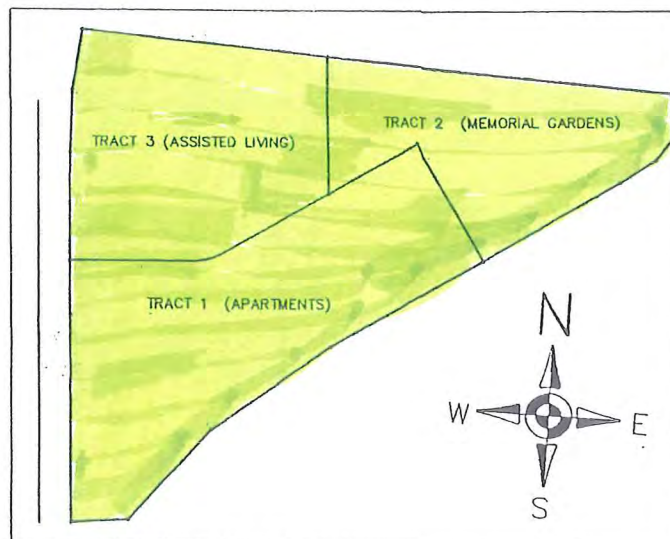 TRACT 3 (ASSISTED LIVING)
TRACT 2 (MEMORIAL GARDENS)
TRACT 1 (APARTMENTS)
N
W
E
S